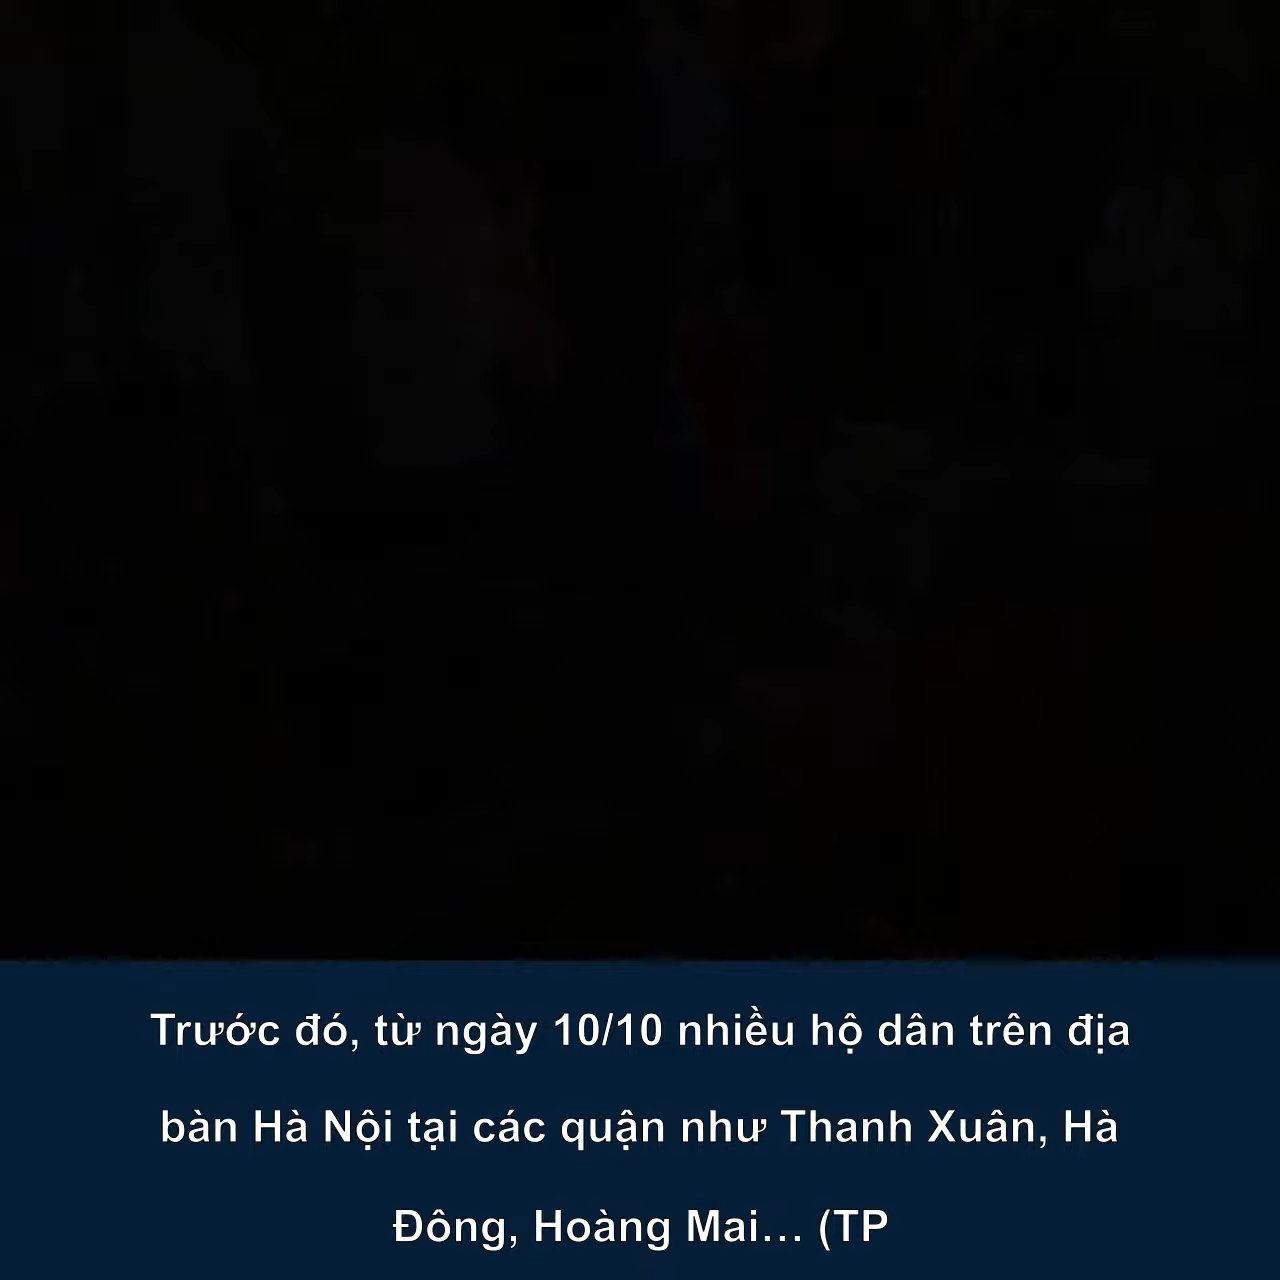 Trước đó, từ ngày 10/10 nhiều hộ dân trên địa
bàn Hà Nội tại các quận như Thanh Xuân, Hà
Đông, Hoàng Mai... (TP